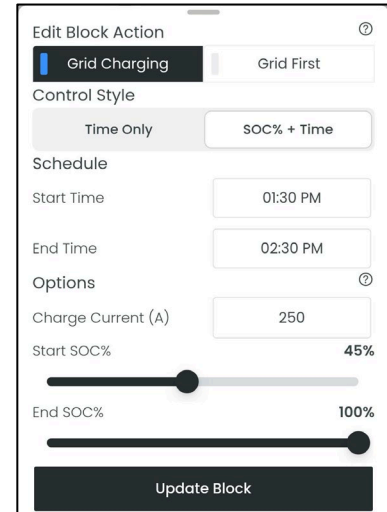 Edit Block Action
Grid Charging Grid First
Control Style
Time Only SOC% + Time
Schedule
Start Time 01:30 PM
End Time 02:30 PM
Options
Charge Current (A) 250
Start SOC% 45%
End SOC% 100%
Update Block